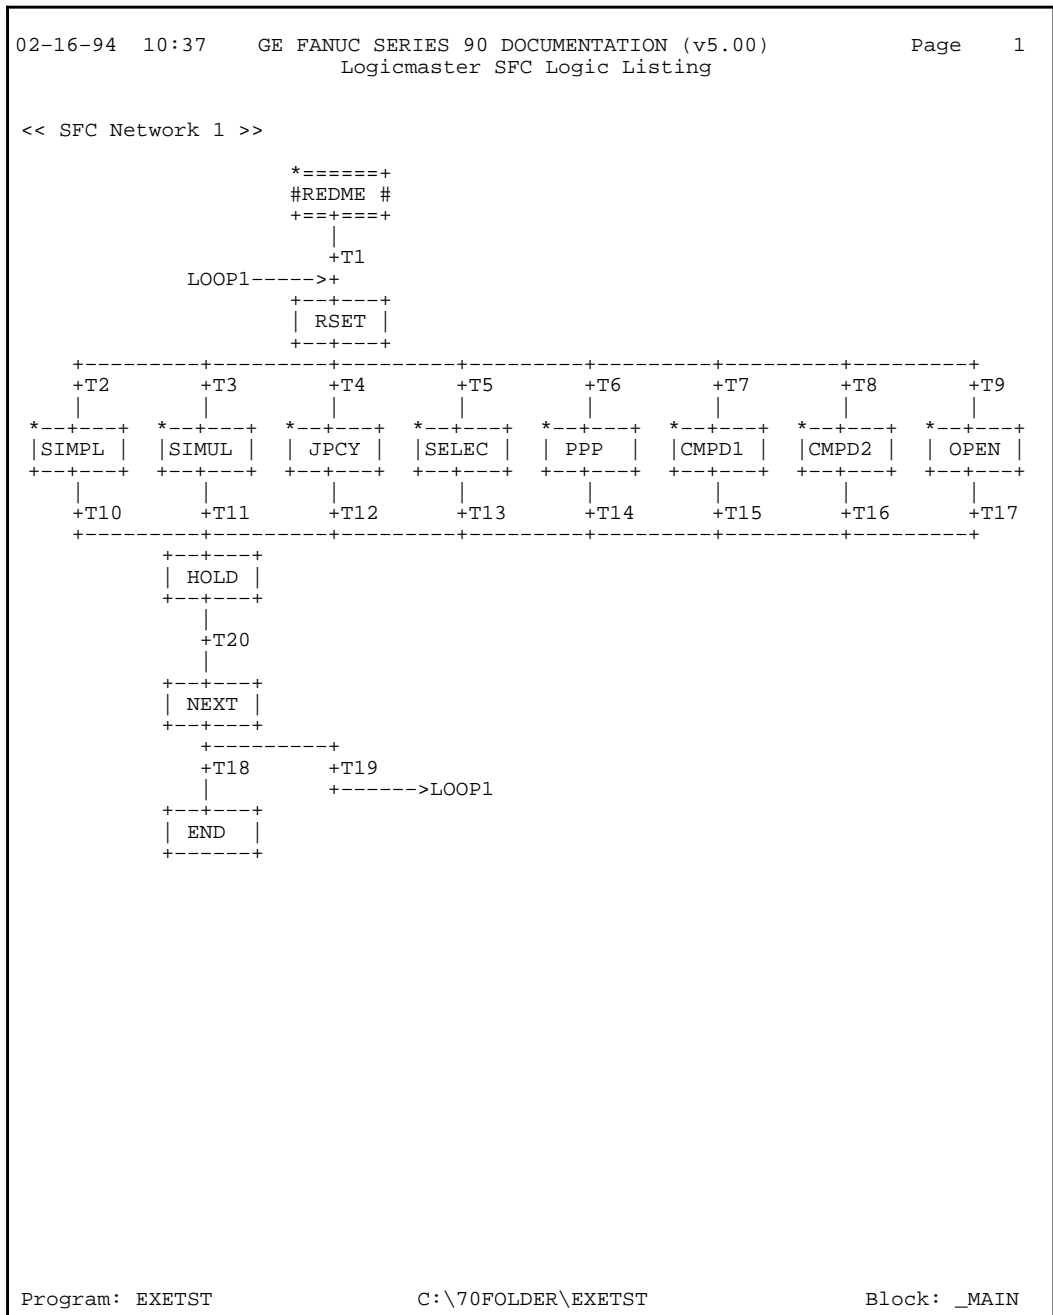 02-16-94  10:37    GE FANUC SERIES 90 DOCUMENTATION (v5.00)    Page    1
Logicmaster SFC Logic Listing
<< SFC Network 1 >>
*======+
#REDME #
+==+===+
|
+T1
LOOP1----->+
+--+---+
| RSET |
+--+---+
+---------+---------+---------+---------+---------+---------+---------+
+T2       +T3       +T4       +T5       +T6       +T7       +T8       +T9
|         |         |         |         |         |         |         |
*--+---+  *--+---+  *--+---+  *--+---+  *--+---+  *--+---+  *--+---+  *--+---+
|SIMPL |  |SIMUL |  | JPCY |  |SELEC |  | PPP  |  |CMPD1 |  |CMPD2 |  | OPEN |
+--+---+  +--+---+  +--+---+  +--+---+  +--+---+  +--+---+  +--+---+  +--+---+
|         |         |         |         |         |         |         |
+T10      +T11      +T12      +T13      +T14      +T15      +T16      +T17
+---------+---------+---------+---------+---------+---------+---------+
+--+---+
| HOLD |
+--+---+
|
+T20
|
+--+---+
| NEXT |
+--+---+
+---------+
+T18      +T19
|         +------>LOOP1
+--+---+
| END  |
+------+
Program: EXETST    C:\70FOLDER\EXETST    Block: _MAIN